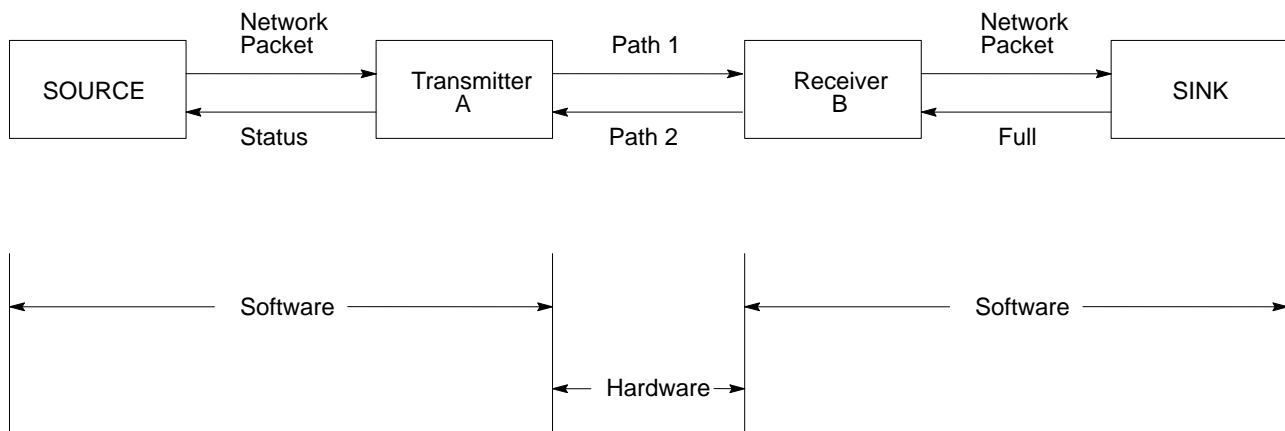 Network
Packet
Path 1
Network
Packet
SOURCE
Transmitter
A
Receiver
B
SINK
Status
Path 2
Full
Software
Software
Hardware